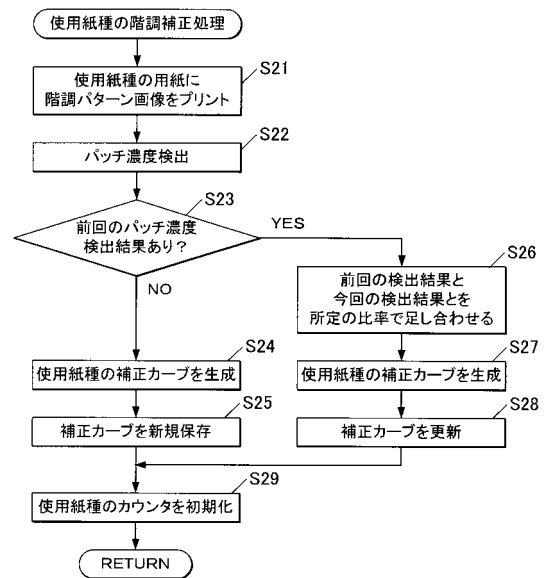 使用紙種の階調補正処理
S21
使用紙種の用紙に
階調パターン画像をプリント
S22
パッチ濃度検出
S23
前回のパッチ濃度
検出結果あり?
YES
NO
S26
前回の検出結果と
今回の検出結果とを
所定の比率で足し合わせる
S24
使用紙種の補正カーブを生成
S27
使用紙種の補正カーブを生成
S25
補正カーブを新規保存
S28
補正カーブを更新
S29
使用紙種のカウンタを初期化
RETURN